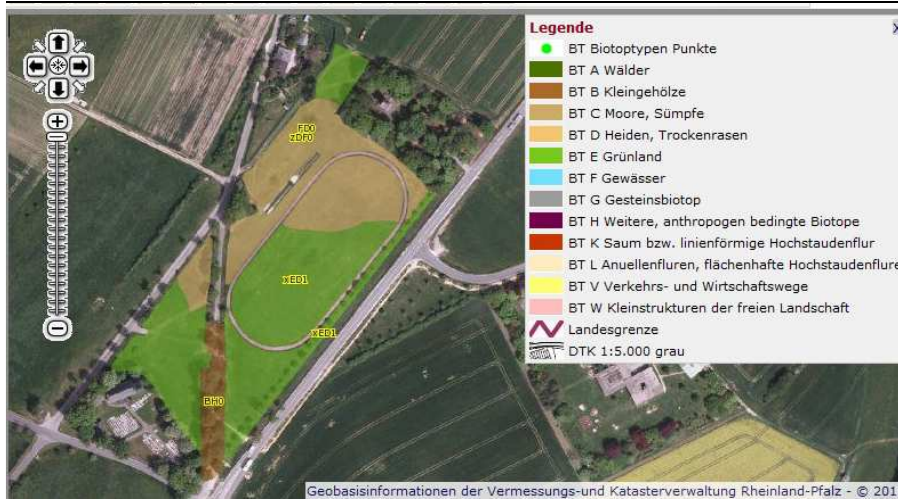 Legende
BT Biotoptypen Punkte
BT A Wälder
BT B Kleingehölze
BT C Moore, Sümpfe
BT D Heiden, Trockenrasen
BT E Grünland
BT F Gewässer
BT G Gesteinsbiotop
BT H Weitere, anthropogen bedingte Biotope
BT K Saum bzw. linienförmige Hochstaudenflur
BT L Anuellenfluren, flächenhafte Hochstaudenflure
BT V Verkehrs- und Wirtschaftswege
BT W Kleinstrukturen der freien Landschaft
Landesgrenze
DTK 1:5.000 grau
zDF0
xED1
xED1
BH0
Geobasisinformationen der Vermessungs-und Katasterverwaltung Rheinland-Pfalz - © 201